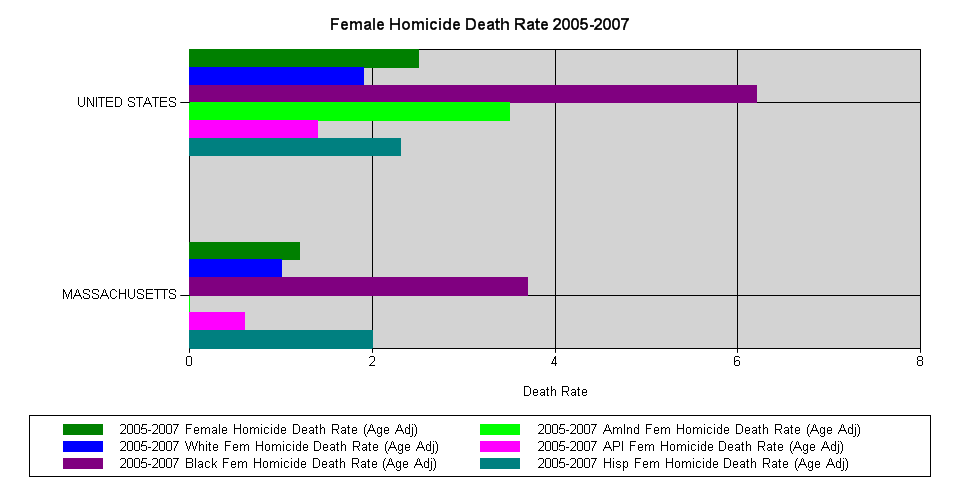 Female Homicide Death Rate 2005-2007
UNITED STATES
MASSACHUSETTS
0 2 4 6 8
Death Rate
2005-2007 Female Homicide Death Rate (Age Adj)
2005-2007 White Fem Homicide Death Rate (Age Adj)
2005-2007 Black Fem Homicide Death Rate (Age Adj)
2005-2007 AmInd Fem Homicide Death Rate (Age Adj)
2005-2007 API Fem Homicide Death Rate (Age Adj)
2005-2007 Hisp Fem Homicide Death Rate (Age Adj)